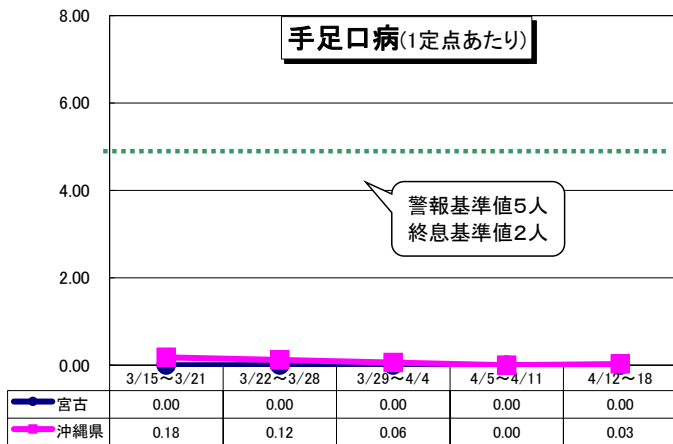 手足口病(1定点あたり)
8.00
6.00
4.00
2.00
0.00
警報基準値5人
終息基準値2人
3/15～3/21 3/22～3/28 3/29～4/4 4/5～4/11 4/12～18
宮古 0.00 0.00 0.00 0.00 0.00
沖縄県 0.18 0.12 0.06 0.00 0.03